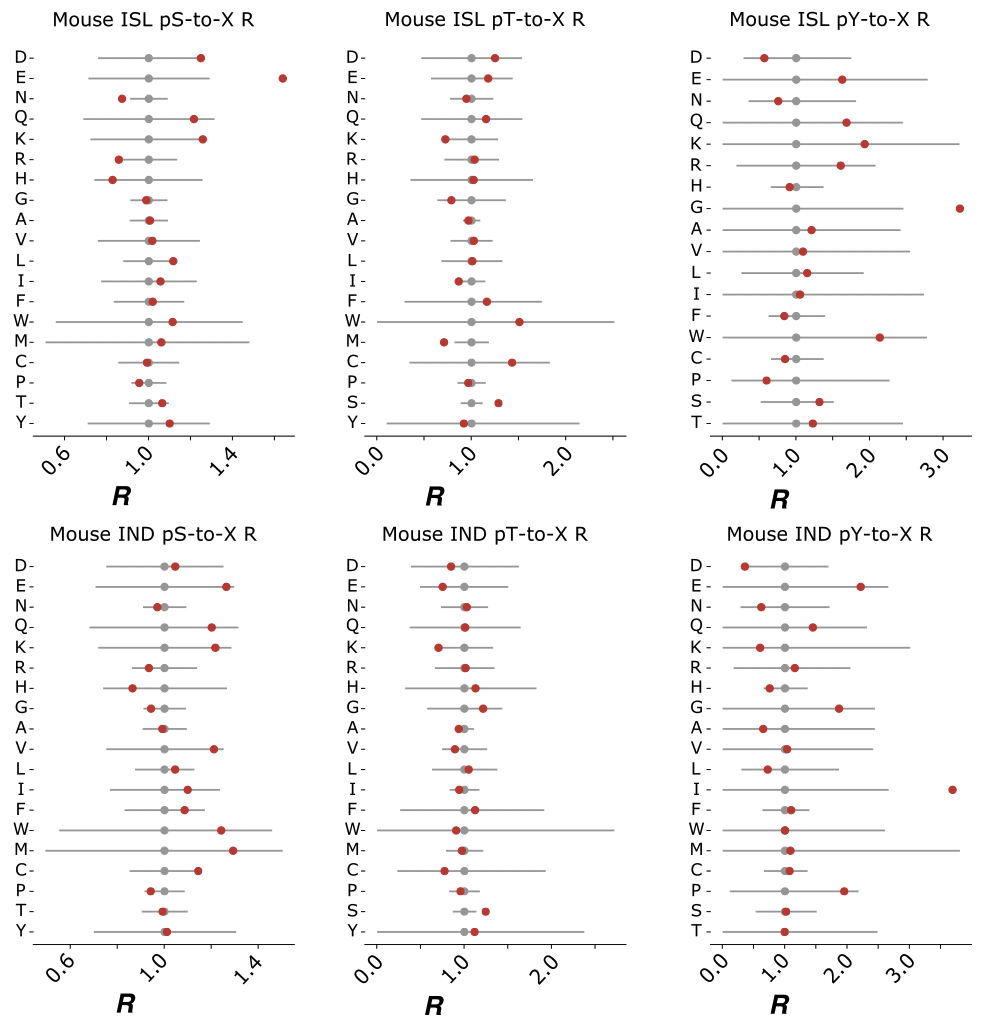 Mouse ISL pS-to-X R
D
E
N
Q
K
R
H
G
A
V
L
I
F
W
M
C
P
T
Y
0.6 1.0 1.4
R
Mouse ISL pT-to-X R
D
E
N
Q
K
R
H
G
A
V
L
I
F
W
M
C
P
S
Y
0.0 1.0 2.0
R
Mouse ISL pY-to-X R
D
E
N
Q
K
R
H
G
A
V
L
I
F
W
C
P
S
T
0.0 1.0 2.0 3.0
R
Mouse IND pS-to-X R
D
E
N
Q
K
R
H
G
A
V
L
I
F
W
M
C
P
T
Y
0.6 1.0 1.4
R
Mouse IND pT-to-X R
D
E
N
Q
K
R
H
G
A
V
L
I
F
W
M
C
P
S
Y
0.0 1.0 2.0
R
Mouse IND pY-to-X R
D
E
N
Q
K
R
H
G
A
V
L
I
F
W
M
C
P
S
T
0.0 1.0 2.0 3.0
R